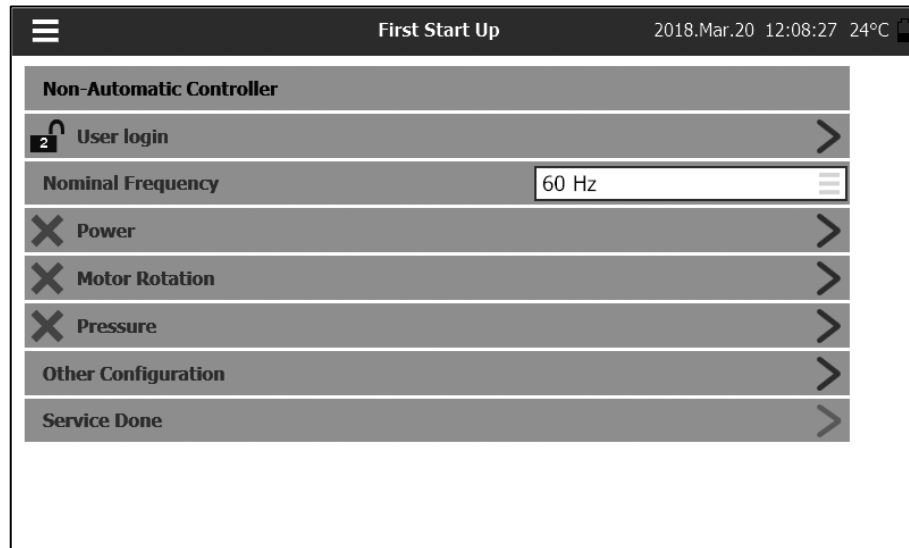 First Start Up 2018.Mar.20 12:08:27 24°C
Non-Automatic Controller
2 User login
Nominal Frequency 60 Hz
Power
Motor Rotation
Pressure
Other Configuration
Service Done